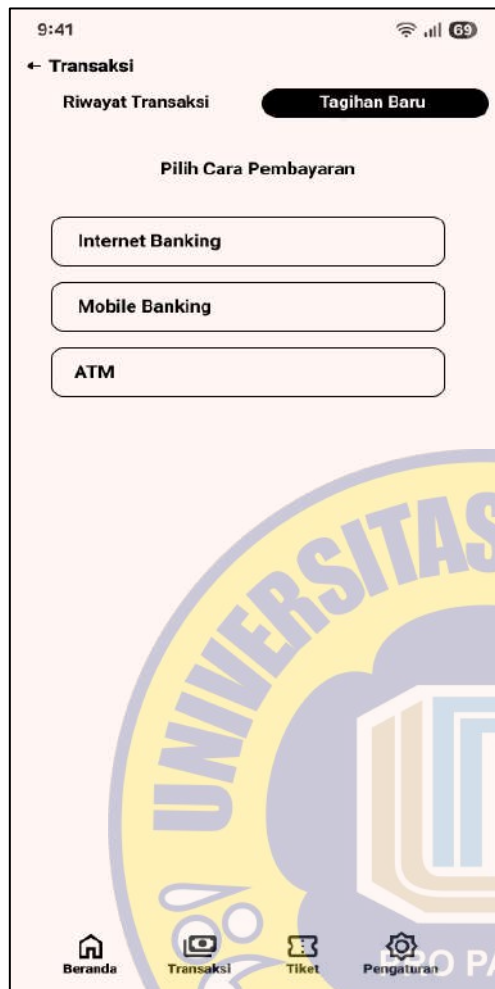 9:41
69
← Transaksi
Riwayat Transaksi
Tagihan Baru
Pilih Cara Pembayaran
Internet Banking
Mobile Banking
ATM
UNIVERSITAS
PRO PA
Beranda
Transaksi
Tiket
Pengaturan